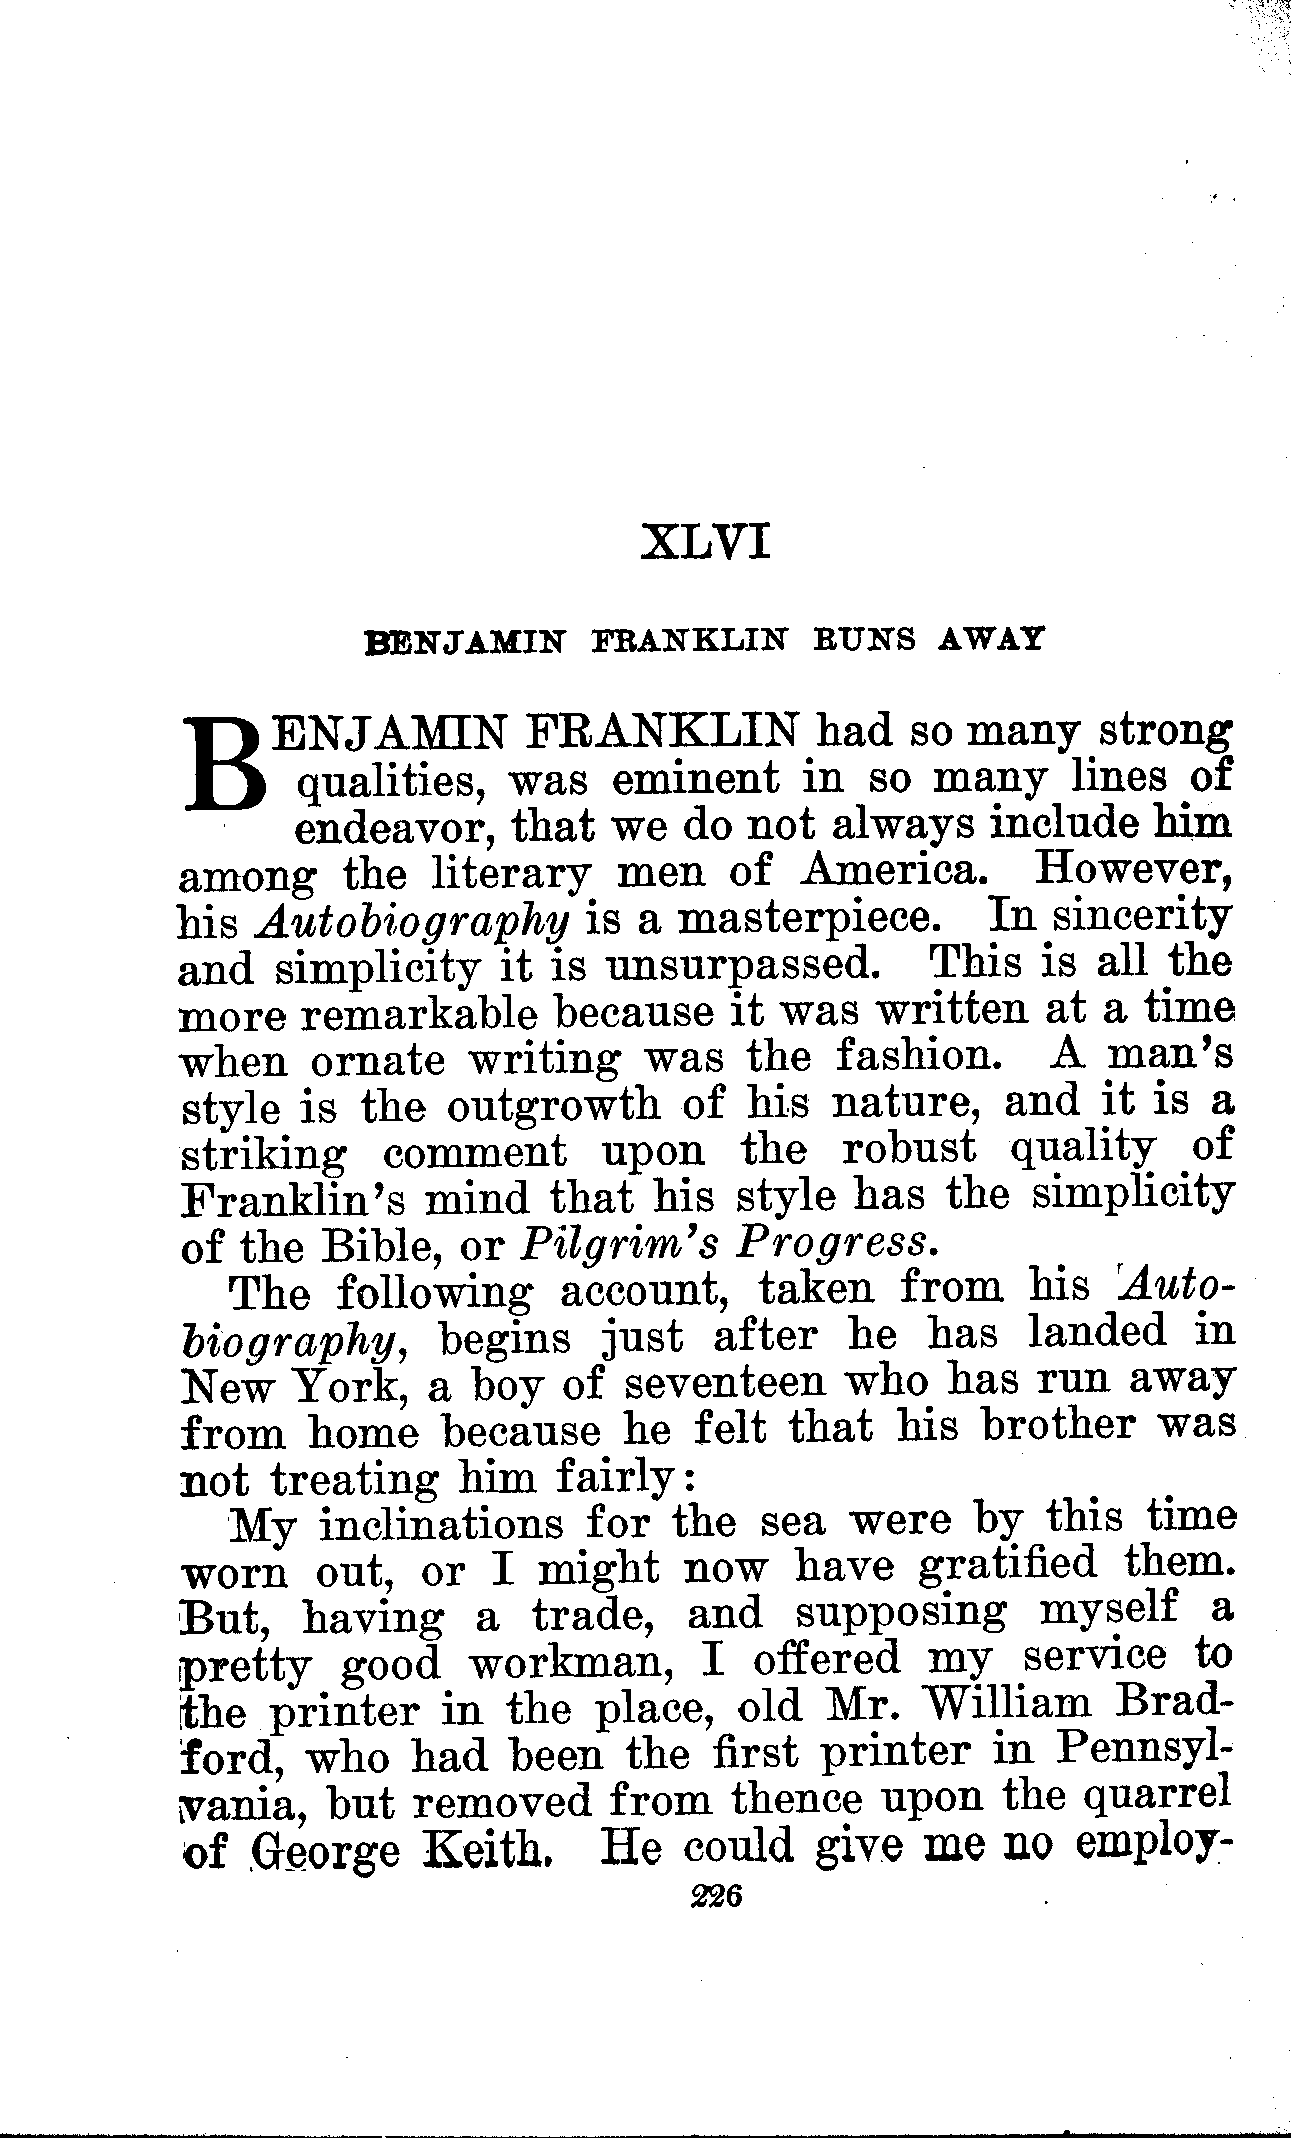 XLVI
BENJAMIN FRANKLIN RUNS AWAY
BENJAMIN FRANKLIN had so many strong
qualities, was eminent in so many lines of
endeavor, that we do not always include him
among the literary men of America. However,
his Autobiography is a masterpiece. In sincerity
and simplicity it is unsurpassed. This is all the
more remarkable because it was written at a time
when ornate writing was the fashion. A man's
style is the outgrowth of his nature, and it is a
striking comment upon the robust quality of
Franklin's mind that his style has the simplicity
of the Bible, or Pilgrim's Progress.
The following account, taken from his Auto-
biography, begins just after he has landed in
New York, a boy of seventeen who has run away
from home because he felt that his brother was
not treating him fairly:
My inclinations for the sea were by this time
worn out, or I might now have gratified them.
But, having a trade, and supposing myself a
pretty good workman, I offered my service to
the printer in the place, old Mr. William Brad-
ford, who had been the first printer in Pennsyl-
vania, but removed from thence upon the quarrel
of George Keith. He could give me no employ-
226